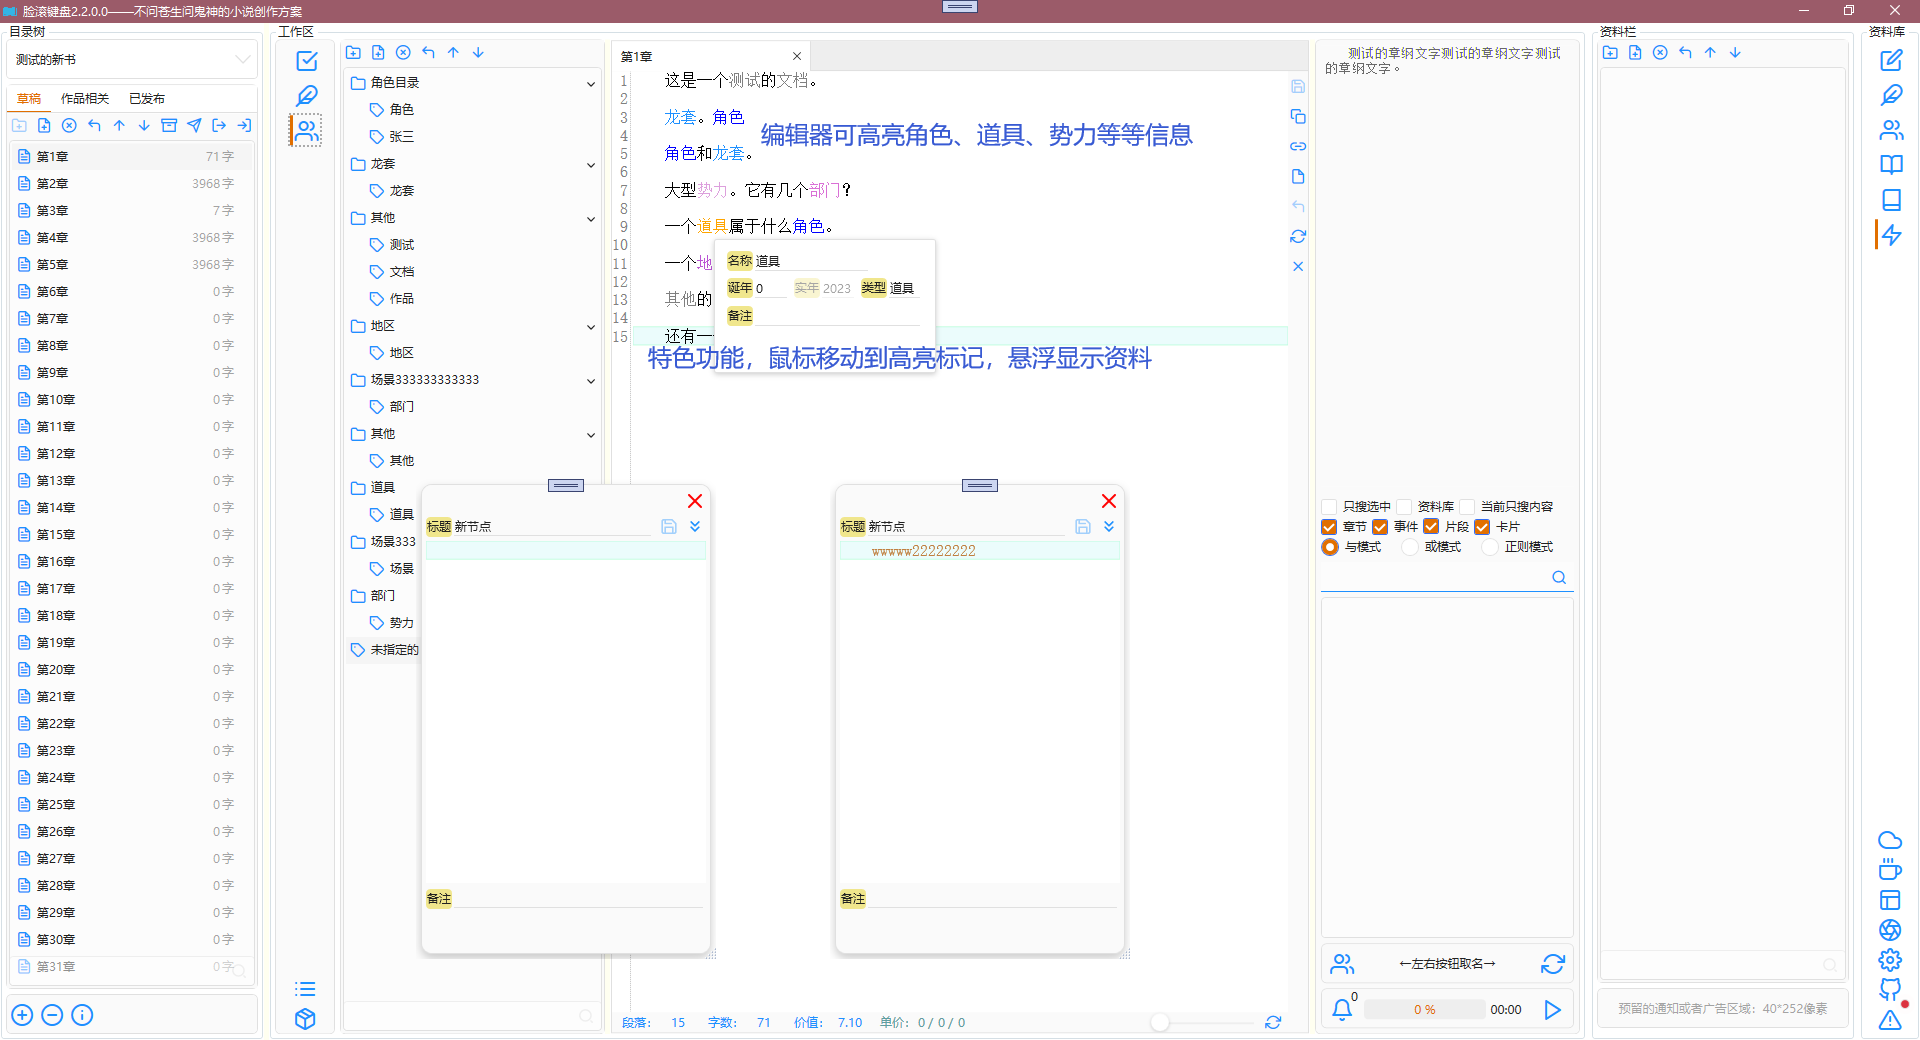 脸滚键盘2.2.0.0——不问苍生问鬼神的小说创作方案
目录树
测试的新书
草稿 作品相关 已发布
第1章 71字
第2章 3968字
第3章 7字
第4章 3968字
第5章 3968字
第6章 0字
第7章 0字
第8章 0字
第9章 0字
第10章 0字
第11章 0字
第12章 0字
第13章 0字
第14章 0字
第15章 0字
第16章 0字
第17章 0字
第18章 0字
第19章 0字
第20章 0字
第21章 0字
第22章 0字
第23章 0字
第24章 0字
第25章 0字
第26章 0字
第27章 0字
第28章 0字
第29章 0字
第30章 0字
第31章 0字
工作区
角色目录
角色
张三
龙套
龙套
其他
测试
文档
作品
地区
地区
场景333333333333
部门
其他
其他
道具
道具
场景333
场景
部门
势力
未指定的
第1章
1 这是一个测试的文档。
2
3 龙套。角色
4
5 角色和龙套。
6
7 大型势力。它有几个部门？
8
9 一个道具属于什么角色。
10
11 一个地
12
13 其他的
14
15 还有一
编辑器可高亮角色、道具、势力等等信息
名称 道具
诞年 0 实年 2023 类型 道具
备注
特色功能，鼠标移动到高亮标记，悬浮显示资料
标题 新节点
备注
标题 新节点
wwwww22222222
备注
段落： 15 字数： 71 价值： 7.10 单价：0 / 0 / 0
测试的章纲文字测试的章纲文字测试
的章纲文字。
只搜选中 资料库 当前只搜内容
章节 事件 片段 卡片
与模式 或模式 正则模式
←左右按钮取名→
0 0 % 00:00
资料栏
预留的通知或者广告区域：40*252像素
资料库